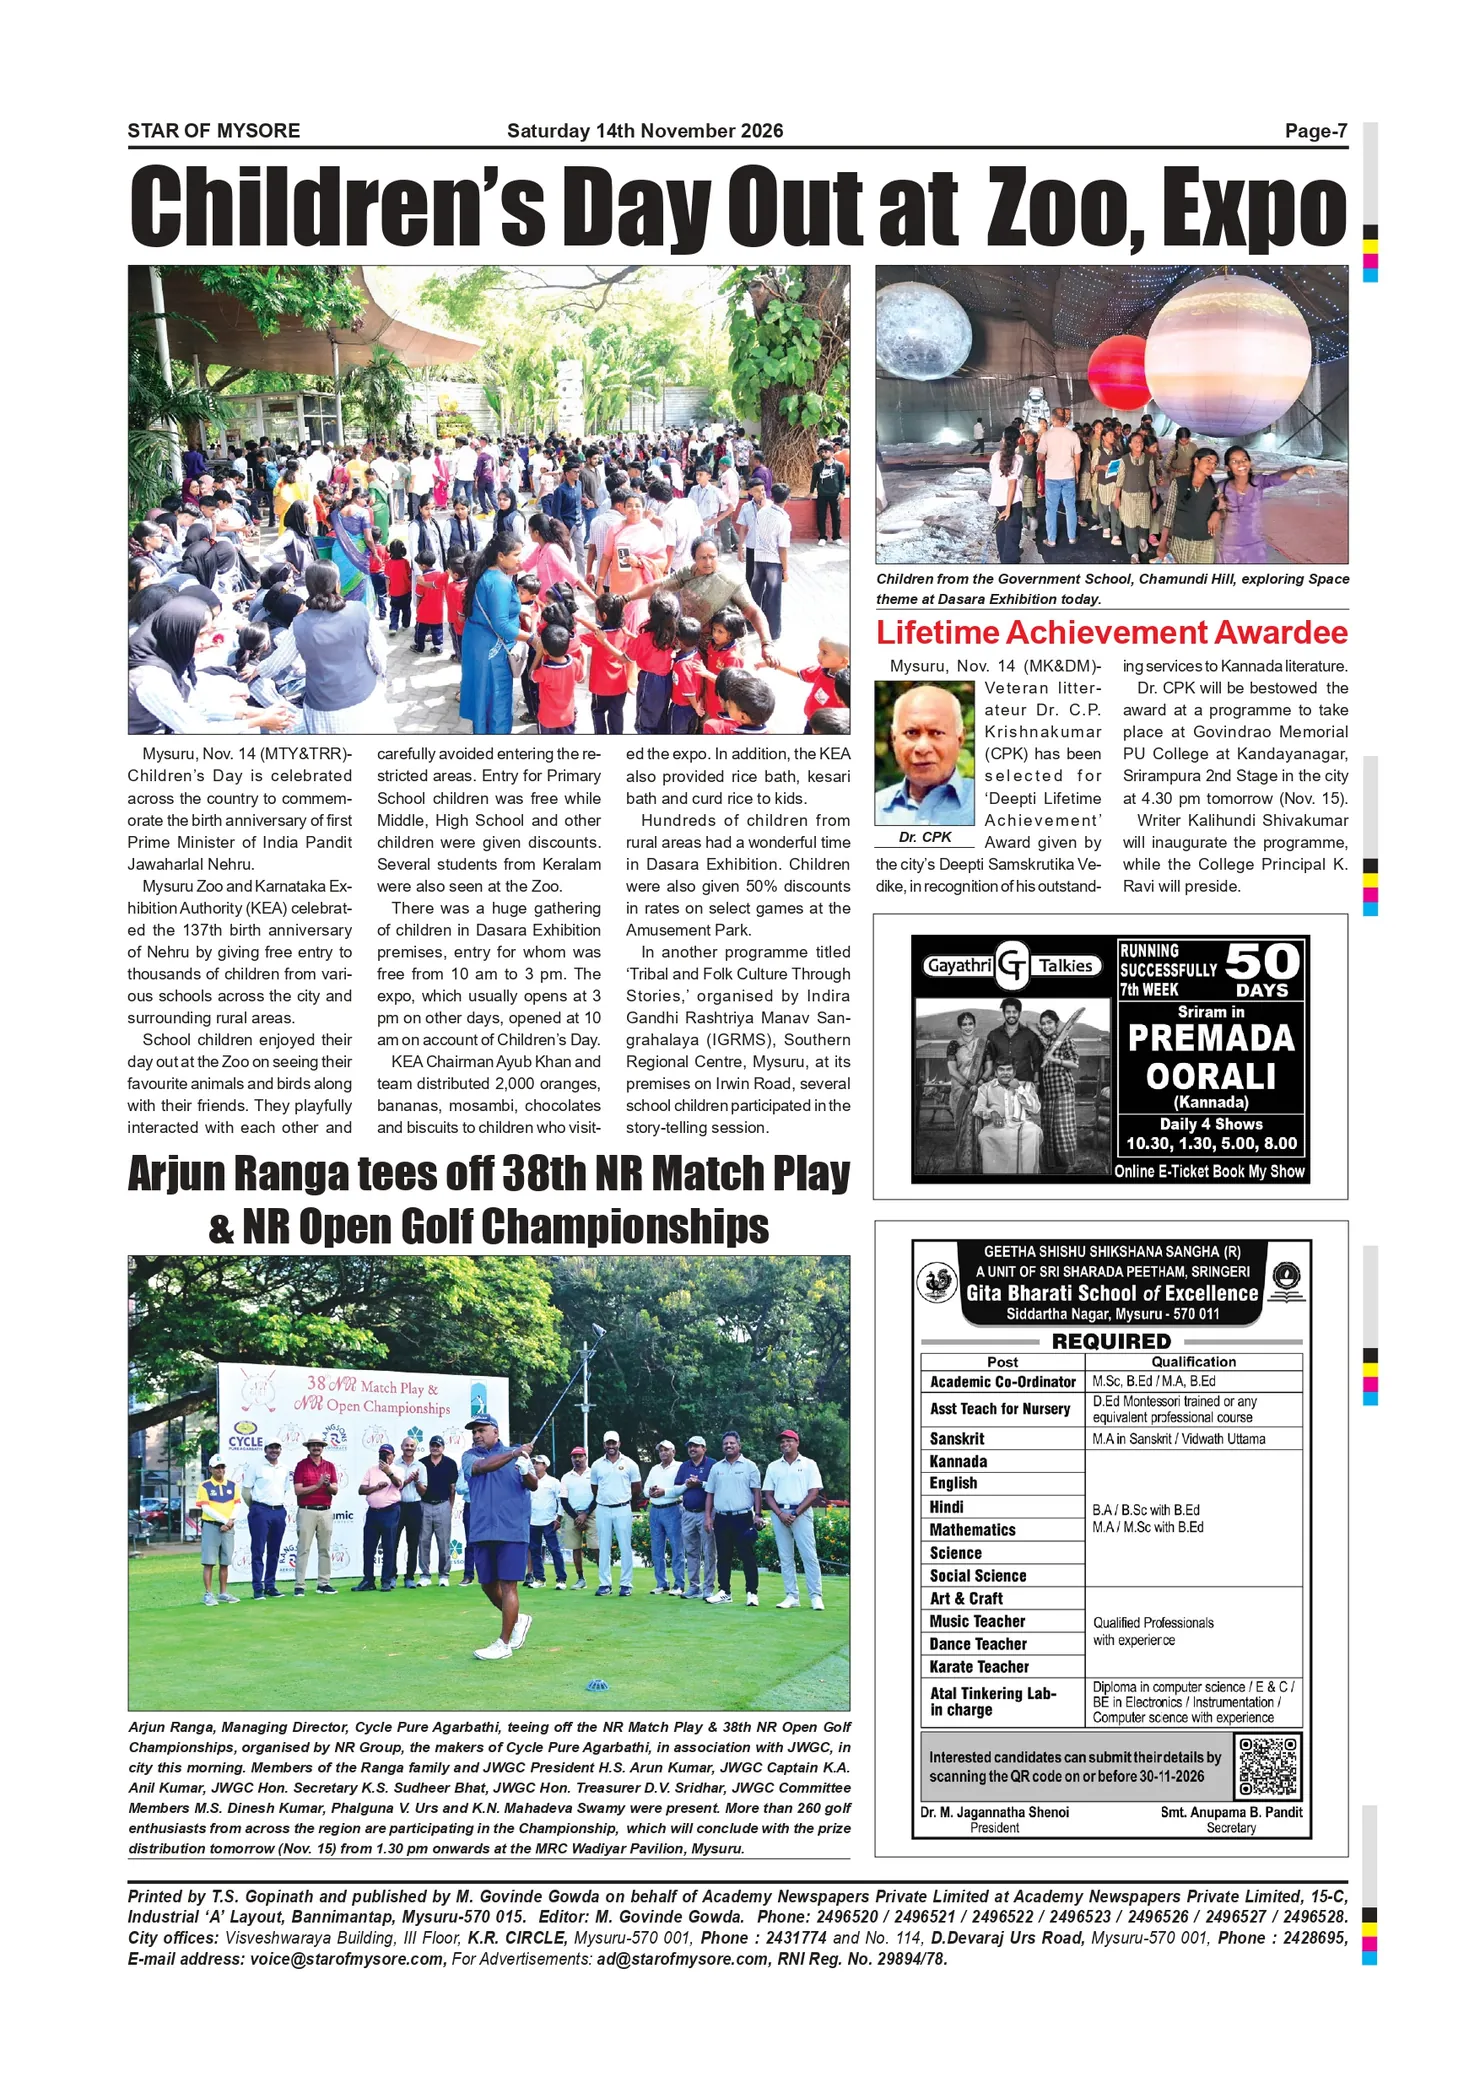 STAR OF MYSORE Saturday 14th November 2026 Page-7
Children’s Day Out at Zoo, Expo
Mysuru, Nov. 14 (MTY&TRR)-
Children’s Day is celebrated
across the country to commem-
orate the birth anniversary of first
Prime Minister of India Pandit
Jawaharlal Nehru.
Mysuru Zoo and Karnataka Ex-
hibition Authority (KEA) celebrat-
ed the 137th birth anniversary
of Nehru by giving free entry to
thousands of children from vari-
ous schools across the city and
surrounding rural areas.
School children enjoyed their
day out at the Zoo on seeing their
favourite animals and birds along
with their friends. They playfully
interacted with each other and
carefully avoided entering the re-
stricted areas. Entry for Primary
School children was free while
Middle, High School and other
children were given discounts.
Several students from Keralam
were also seen at the Zoo.
There was a huge gathering
of children in Dasara Exhibition
premises, entry for whom was
free from 10 am to 3 pm. The
expo, which usually opens at 3
pm on other days, opened at 10
am on account of Children’s Day.
KEA Chairman Ayub Khan and
team distributed 2,000 oranges,
bananas, mosambi, chocolates
and biscuits to children who visit-
ed the expo. In addition, the KEA
also provided rice bath, kesari
bath and curd rice to kids.
Hundreds of children from
rural areas had a wonderful time
in Dasara Exhibition. Children
were also given 50% discounts
in rates on select games at the
Amusement Park.
In another programme titled
‘Tribal and Folk Culture Through
Stories,’ organised by Indira
Gandhi Rashtriya Manav San-
grahalaya (IGRMS), Southern
Regional Centre, Mysuru, at its
premises on Irwin Road, several
school children participated in the
story-telling session.
Children from the Government School, Chamundi Hill, exploring Space
theme at Dasara Exhibition today.
Lifetime Achievement Awardee
Mysuru, Nov. 14 (MK&DM)-
Veteran litter-
ateur Dr. C.P.
Krishnakumar
(CPK) has been
selected for
‘Deepti Lifetime
Achievement’
Award given by
Dr. CPK
the city’s Deepti Samskrutika Ve-
dike, in recognition of his outstand-
ing services to Kannada literature.
Dr. CPK will be bestowed the
award at a programme to take
place at Govindrao Memorial
PU College at Kandayanagar,
Srirampura 2nd Stage in the city
at 4.30 pm tomorrow (Nov. 15).
Writer Kalihundi Shivakumar
will inaugurate the programme,
while the College Principal K.
Ravi will preside.
Gayathri GT Talkies
RUNNING
SUCCESSFULLY
7th WEEK
50
DAYS
Sriram in
PREMADA
OORALI
(Kannada)
Daily 4 Shows
10.30, 1.30, 5.00, 8.00
Online E-Ticket Book My Show
Arjun Ranga tees off 38th NR Match Play
& NR Open Golf Championships
38th NR Match Play &
NR Open Championships
CYCLE
PURE AGARBATHI
Arjun Ranga, Managing Director, Cycle Pure Agarbathi, teeing off the NR Match Play & 38th NR Open Golf
Championships, organised by NR Group, the makers of Cycle Pure Agarbathi, in association with JWGC, in
city this morning. Members of the Ranga family and JWGC President H.S. Arun Kumar, JWGC Captain K.A.
Anil Kumar, JWGC Hon. Secretary K.S. Sudheer Bhat, JWGC Hon. Treasurer D.V. Sridhar, JWGC Committee
Members M.S. Dinesh Kumar, Phalguna V. Urs and K.N. Mahadeva Swamy were present. More than 260 golf
enthusiasts from across the region are participating in the Championship, which will conclude with the prize
distribution tomorrow (Nov. 15) from 1.30 pm onwards at the MRC Wadiyar Pavilion, Mysuru.
GEETHA SHISHU SHIKSHANA SANGHA (R)
A UNIT OF SRI SHARADA PEETHAM, SRINGERI
Gita Bharati School of Excellence
Siddartha Nagar, Mysuru - 570 011
REQUIRED
Post Qualification
Academic Co-Ordinator M.Sc, B.Ed / M.A, B.Ed
Asst Teach for Nursery D.Ed Montessori trained or any
equivalent professional course
Sanskrit M.A in Sanskrit / Vidwath Uttama
Kannada
English
Hindi
Mathematics
Science
Social Science
B.A / B.Sc with B.Ed
M.A / M.Sc with B.Ed
Art & Craft
Music Teacher
Dance Teacher
Karate Teacher
Qualified Professionals
with experience
Atal Tinkering Lab-
in charge
Diploma in computer science / E & C /
BE in Electronics / Instrumentation /
Computer science with experience
Interested candidates can submit their details by
scanning the QR code on or before 30-11-2026
Dr. M. Jagannatha Shenoi Smt. Anupama B. Pandit
President Secretary
Printed by T.S. Gopinath and published by M. Govinde Gowda on behalf of Academy Newspapers Private Limited at Academy Newspapers Private Limited, 15-C,
Industrial ‘A’ Layout, Bannimantap, Mysuru-570 015. Editor: M. Govinde Gowda. Phone: 2496520 / 2496521 / 2496522 / 2496523 / 2496526 / 2496527 / 2496528.
City offices: Visveshwaraya Building, III Floor, K.R. CIRCLE, Mysuru-570 001, Phone : 2431774 and No. 114, D.Devaraj Urs Road, Mysuru-570 001, Phone : 2428695,
E-mail address: voice@starofmysore.com, For Advertisements: ad@starofmysore.com, RNI Reg. No. 29894/78.